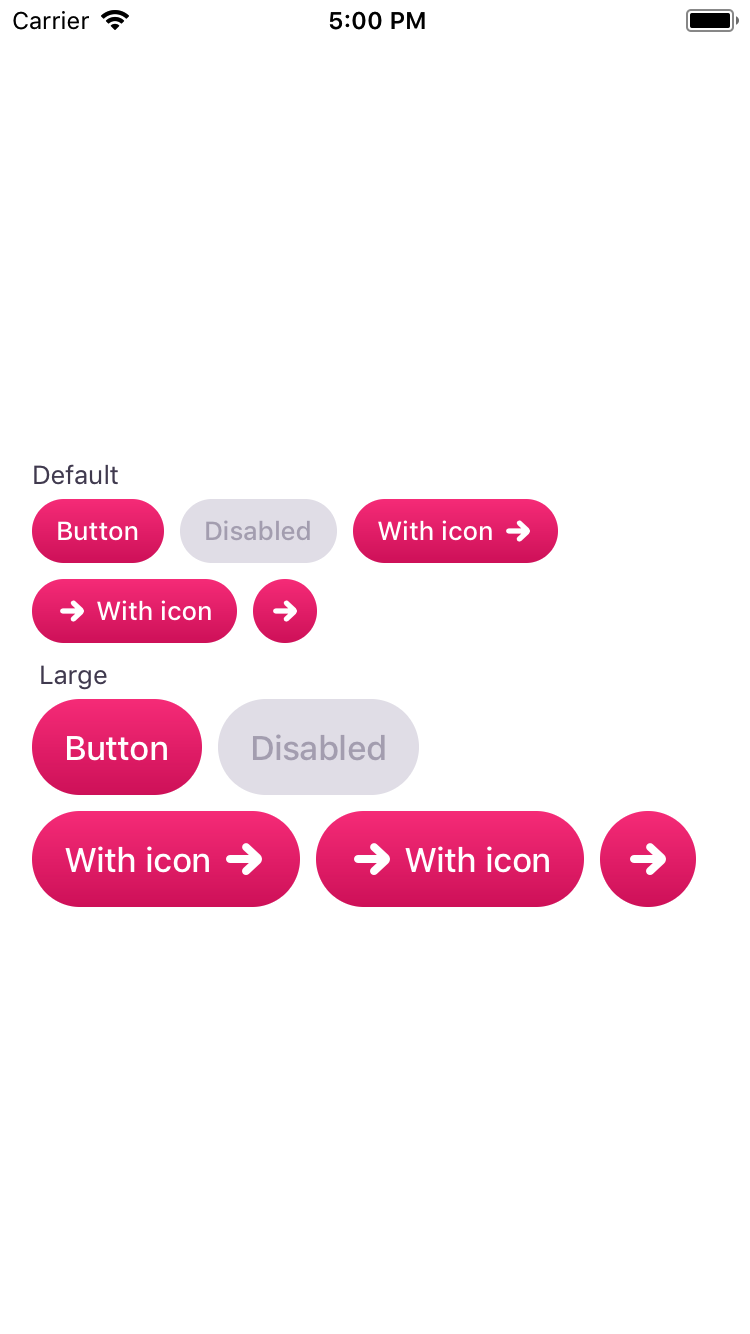 Carrier 5:00 PM
Default
Button Disabled With icon
With icon
Large
Button Disabled
With icon With icon